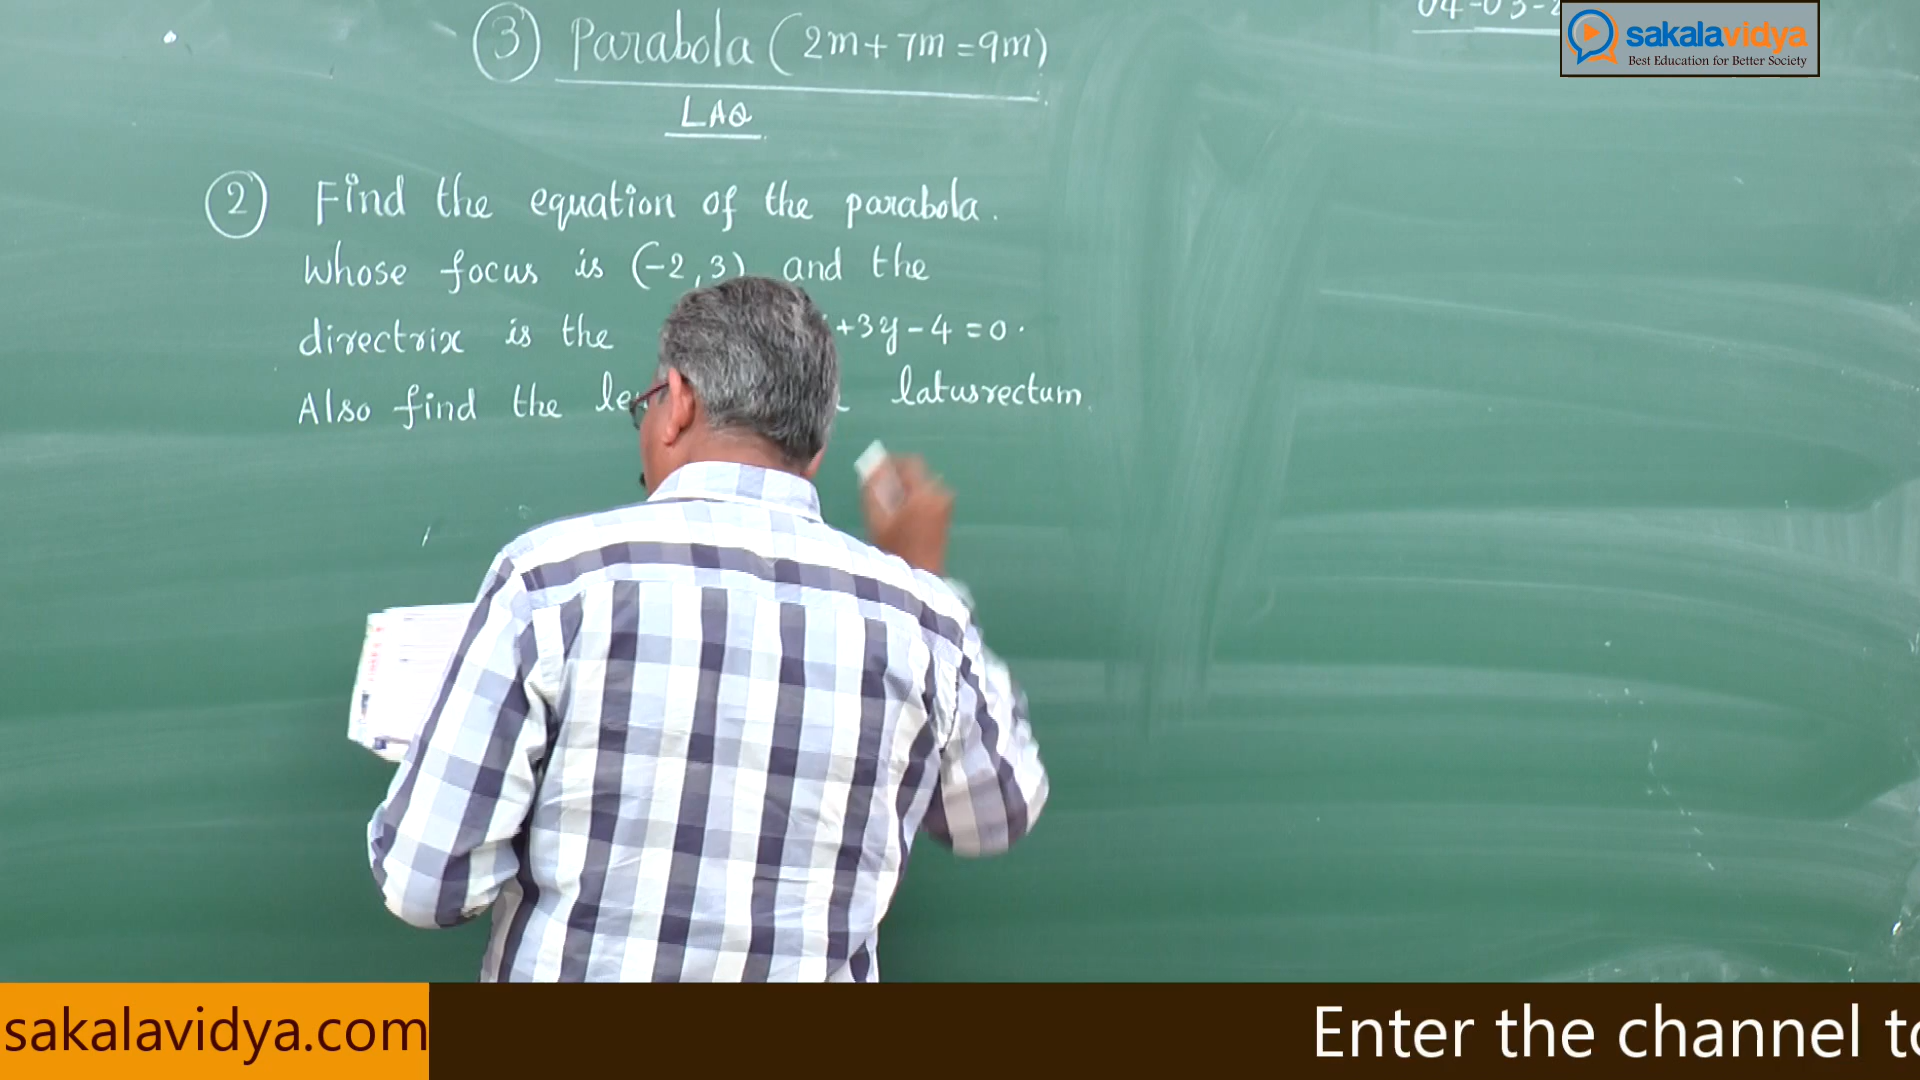 ③ Parabola (2m + 7m = 9m)
LAQ
② Find the equation of the parabola.
Whose focus is (-2, 3) and the
directrix is the +3y - 4 = 0.
Also find the latusrectum.
04-03-2
sakalavidya
Best Education for Better Society
sakalavidya.com
Enter the channel